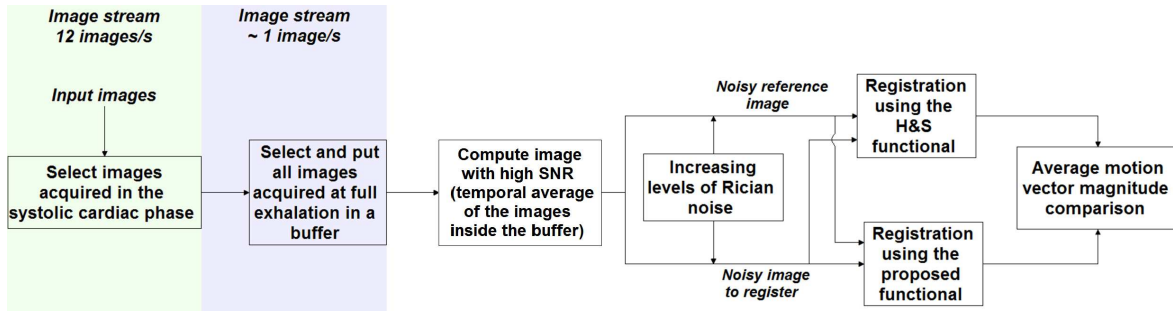 Image stream
12 images/s
Image stream
~ 1 image/s
Input images
Select images
acquired in the
systolic cardiac phase
Select and put
all images
acquired at full
exhalation in a
buffer
Compute image
with high SNR
(temporal average
of the images
inside the buffer)
Increasing
levels of Rician
noise
Noisy reference
image
Noisy image
to register
Registration
using the
H&S
functional
Registration
using the
proposed
functional
Average motion
vector magnitude
comparison